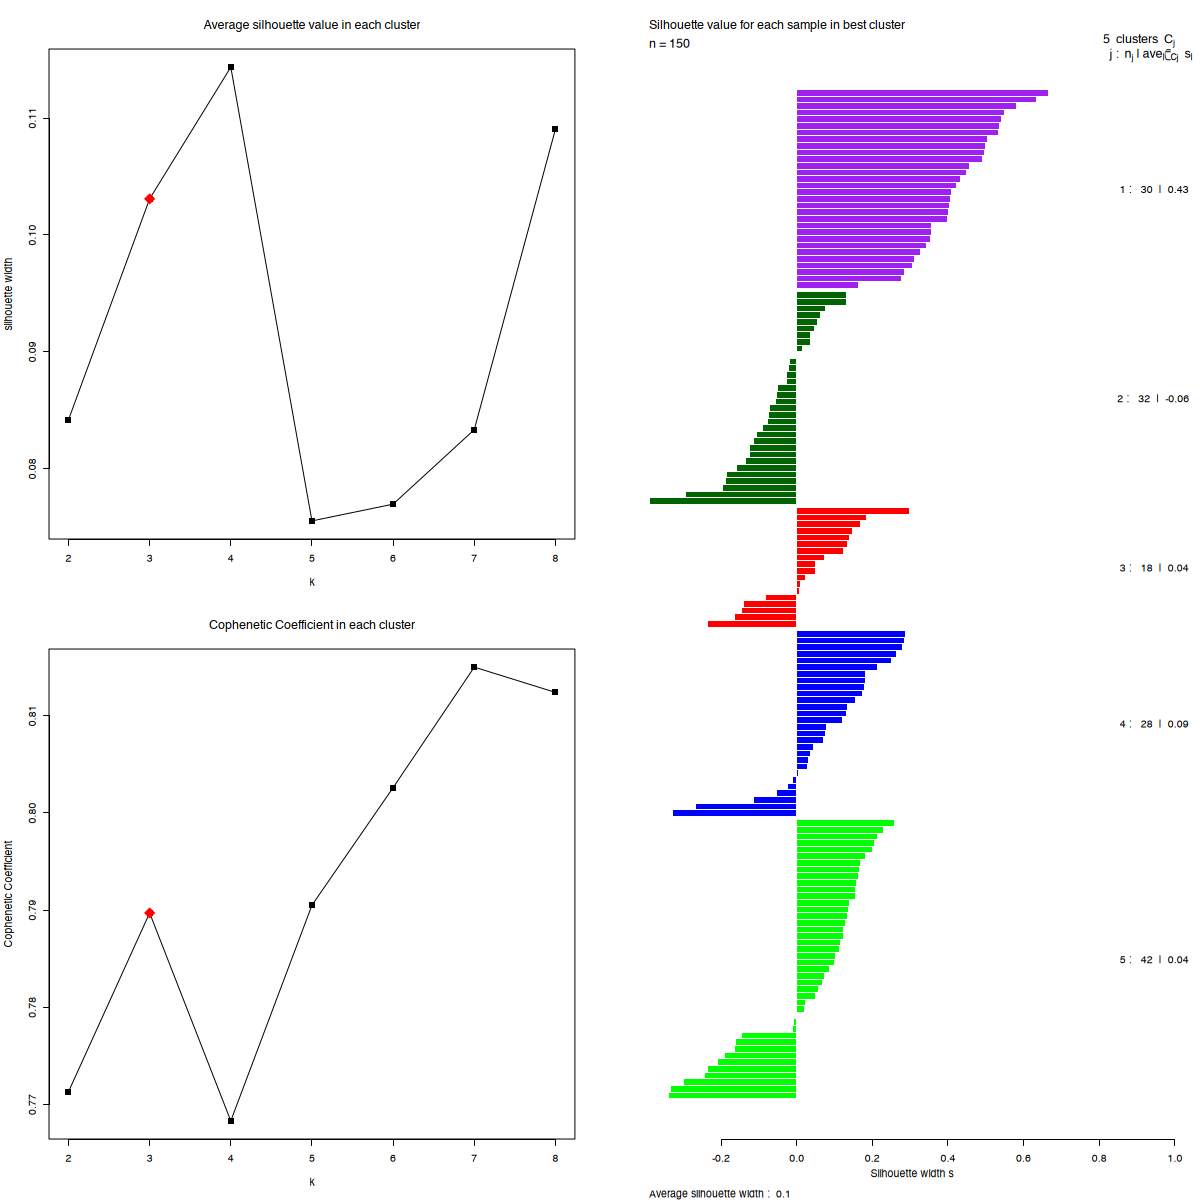 Average silhouette value in each cluster
0.11
0.10
0.09
0.08
silhouette width
2 3 4 5 6 7 8
k
Cophenetic Coefficient in each cluster
0.81
0.80
0.79
0.78
0.77
Cophenetic Coefficient
2 3 4 5 6 7 8
k
Silhouette value for each sample in best cluster
n = 150
5 clusters Cj
j : nj | avei∈Cj si
1 : 30 | 0.43
2 : 32 | -0.06
3 : 18 | 0.04
4 : 28 | 0.09
5 : 42 | 0.04
-0.2 0.0 0.2 0.4 0.6 0.8 1.0
Silhouette width s
Average silhouette width : 0.1